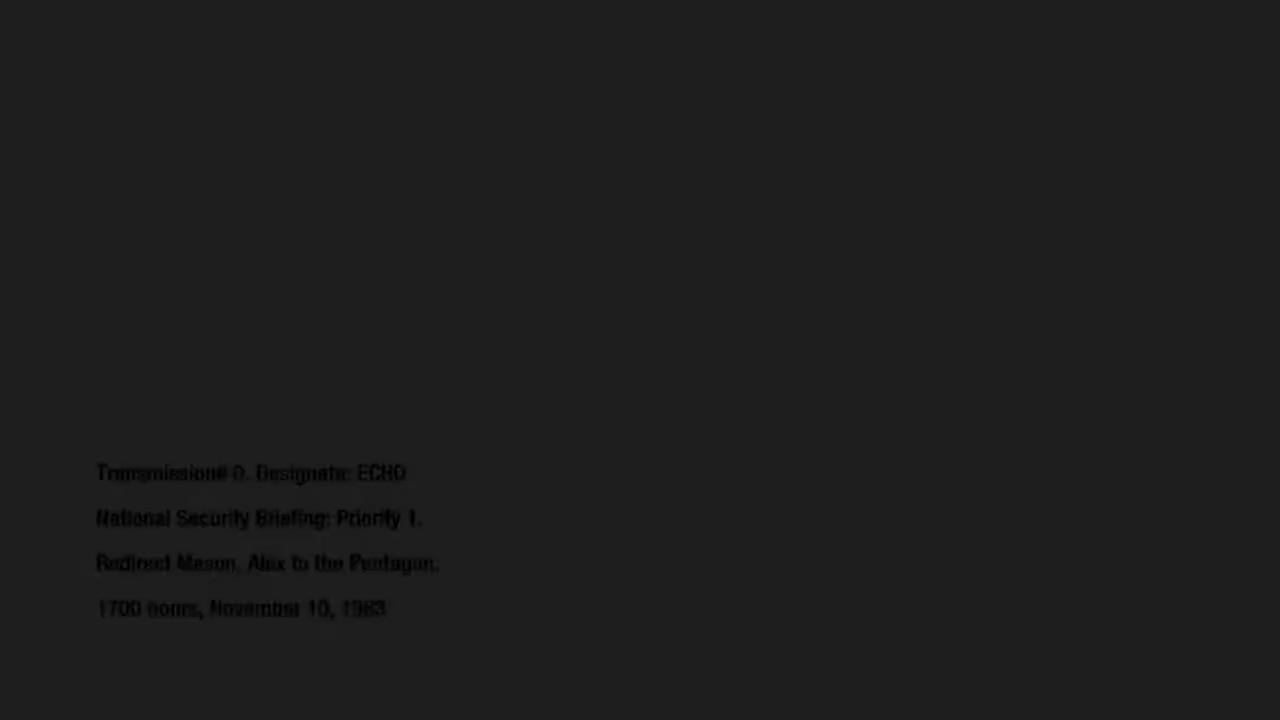 Transmission# 0. Designate: ECHO
National Security Briefing: Priority 1.
Redirect Mason, Alex to the Pentagon.
1700 hours, November 10, 1963